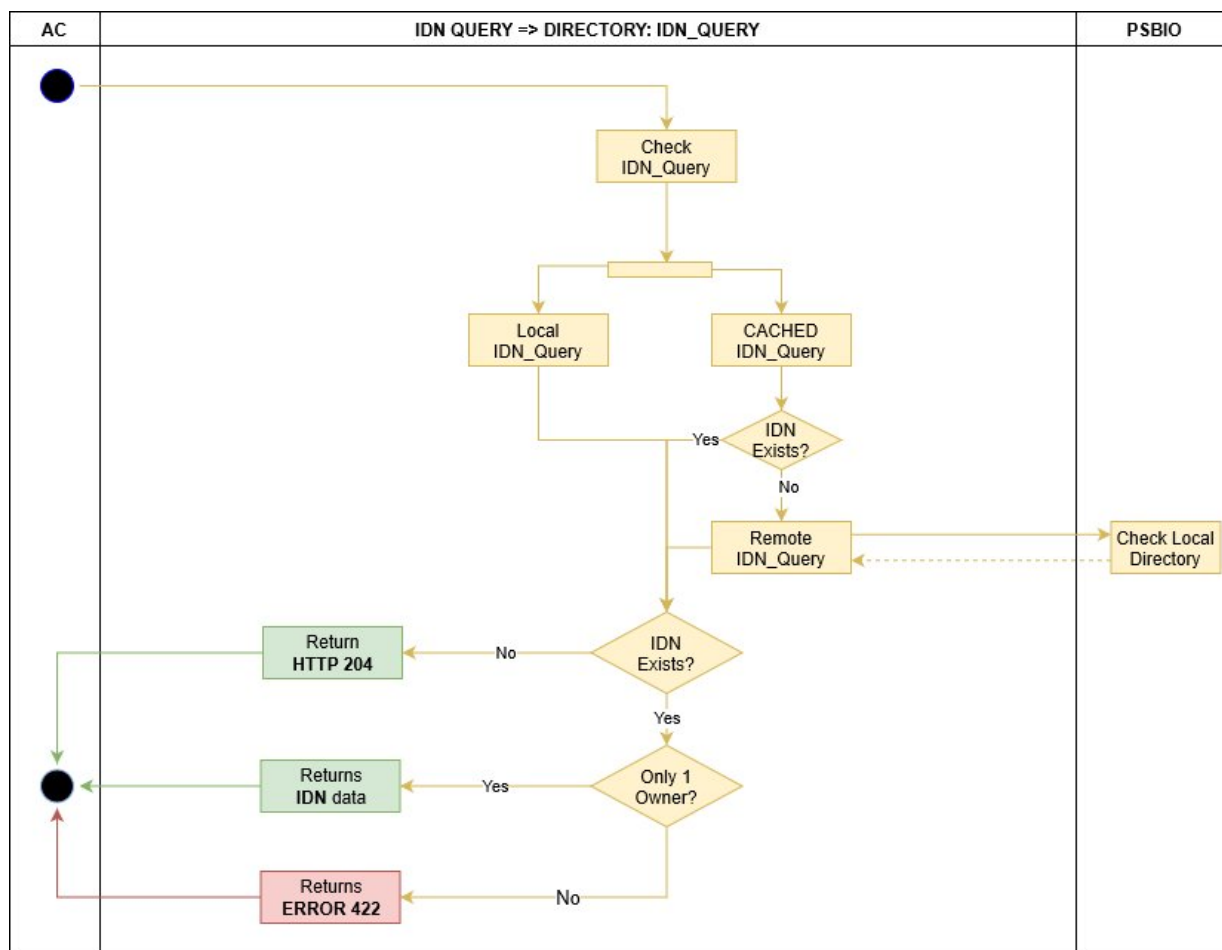 AC
IDN QUERY => DIRECTORY: IDN_QUERY
PSBIO
Check
IDN_Query
Local
IDN_Query
CACHED
IDN_Query
IDN
Exists?
Yes
No
Remote
IDN_Query
Check Local
Directory
IDN
Exists?
No
Return
HTTP 204
Yes
Only 1
Owner?
Yes
Returns
IDN data
No
Returns
ERROR 422